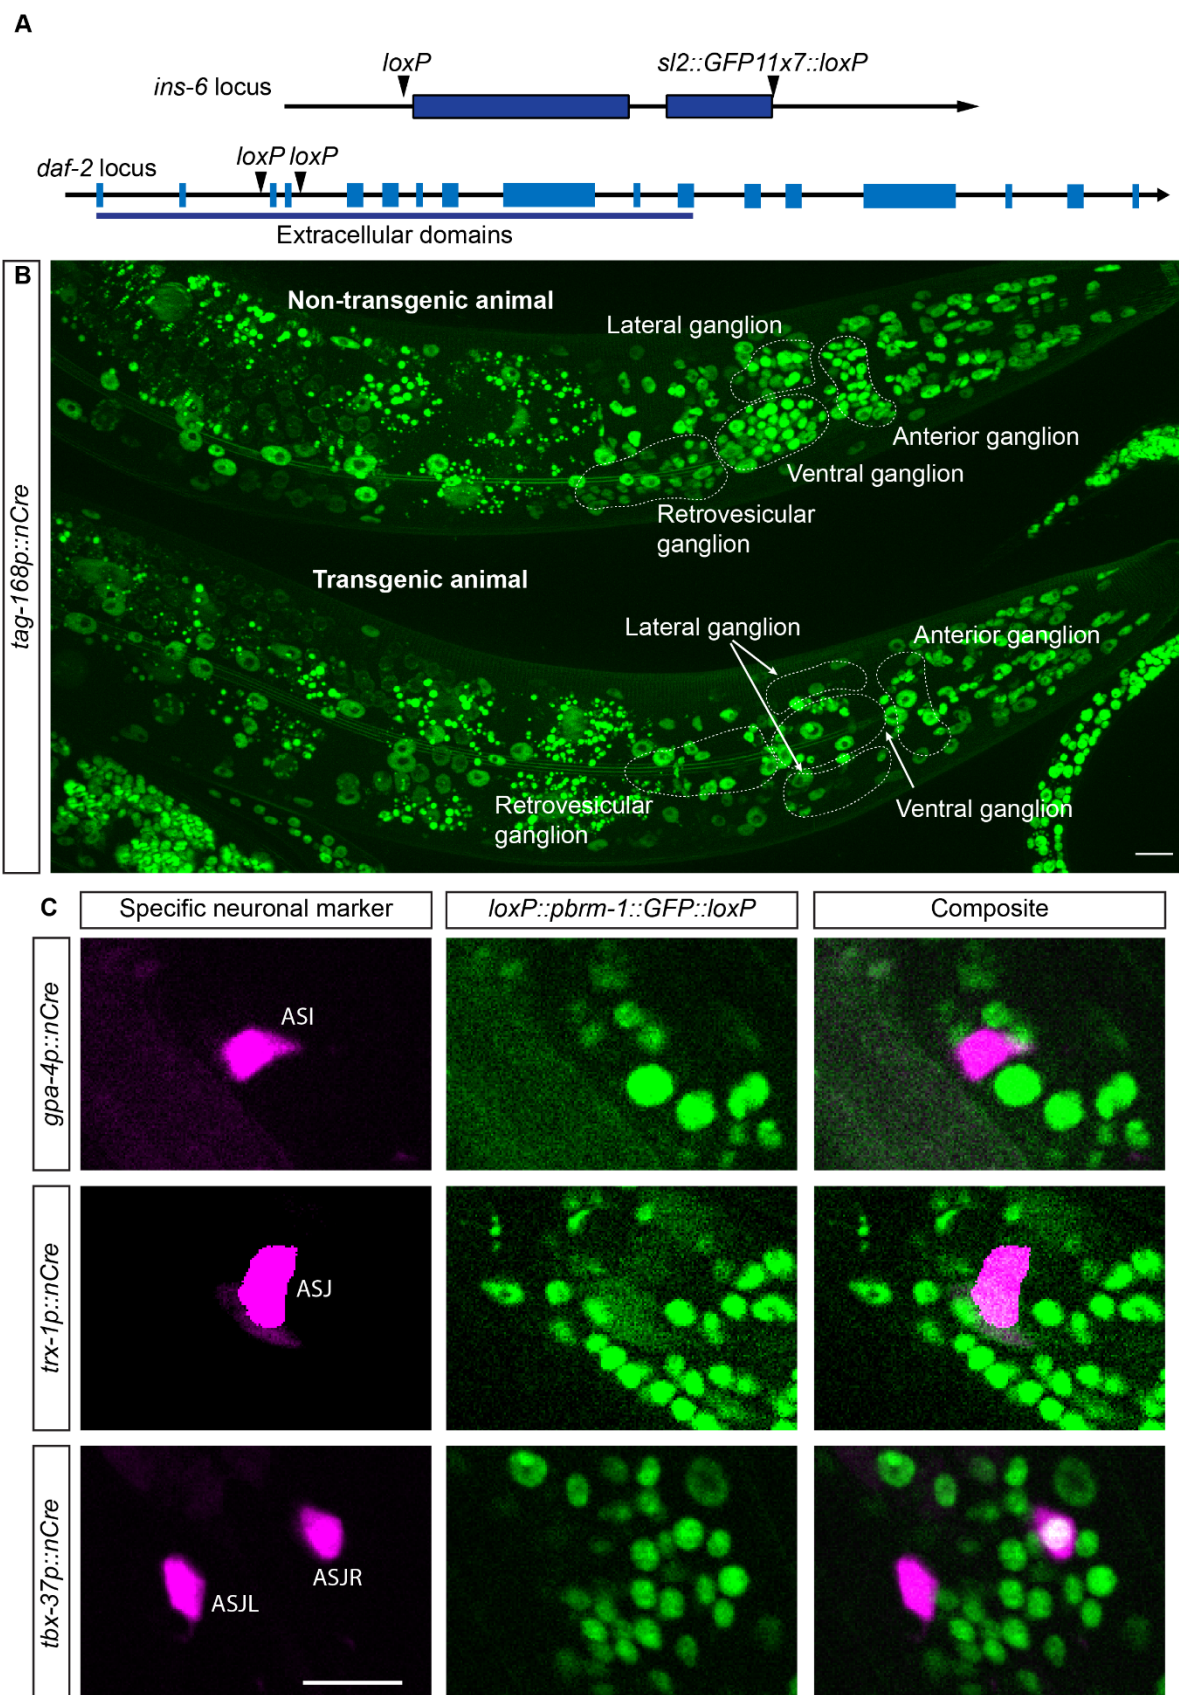 A
loxP
sl2::GFP11x7::loxP
ins-6 locus
loxP loxP
daf-2 locus
Extracellular domains
B
tag-168p::nCre
Non-transgenic animal
Lateral ganglion
Anterior ganglion
Ventral ganglion
Retrovesicular
ganglion
Transgenic animal
Lateral ganglion
Anterior ganglion
Ventral ganglion
Retrovesicular
ganglion
C
Specific neuronal marker
loxP::pbrm-1::GFP::loxP
Composite
gpa-4p::nCre
ASI
trx-1p::nCre
ASJ
tbx-37p::nCre
ASJR
ASJL